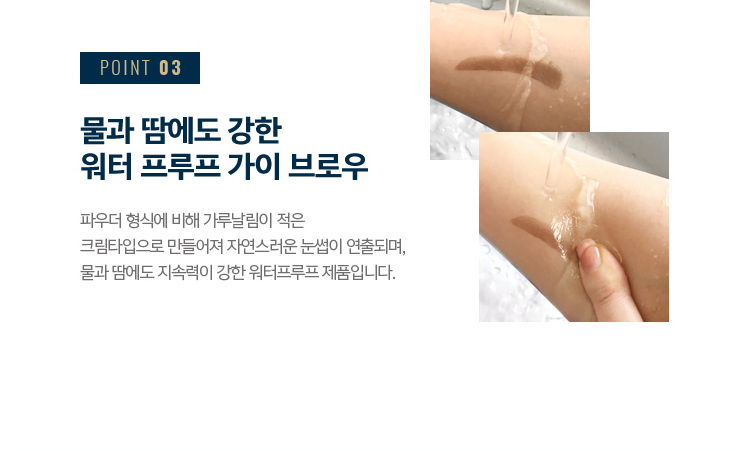 POINT 03
물과 땀에도 강한
워터 프루프 가이 브로우
파우더 형식에 비해 가루날림이 적은
크림타입으로 만들어져 자연스러운 눈썹이 연출되며,
물과 땀에도 지속력이 강한 워터프루프 제품입니다.